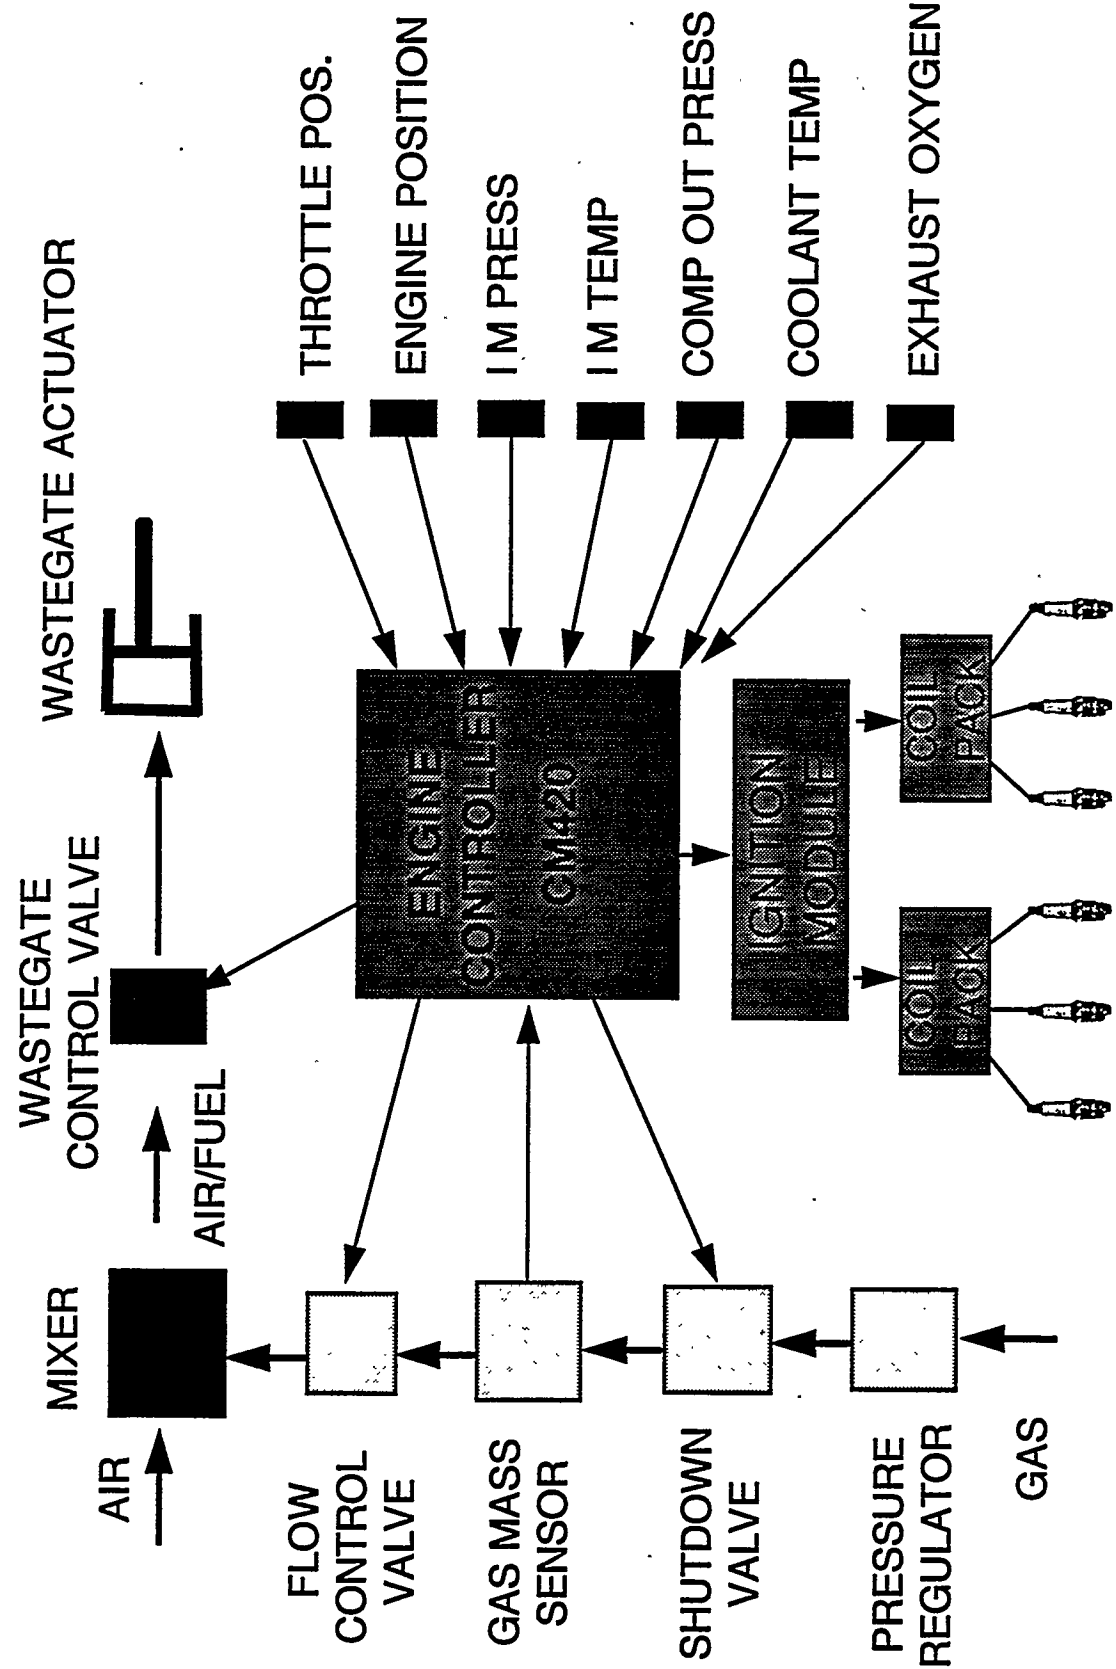 WASTEGATE ACTUATOR
WASTEGATE
CONTROL VALVE
MIXER
AIR
AIR/FUEL
THROTTLE POS.
ENGINE POSITION
I M PRESS
I M TEMP
COMP OUT PRESS
COOLANT TEMP
EXHAUST OXYGEN
ENGINE
CONTROLLER
CM420
FLOW
CONTROL
VALVE
GAS MASS
SENSOR
SHUTDOWN
VALVE
PRESSURE
REGULATOR
GAS
IGNITION
MODULE
COIL
PACK
COIL
PACK